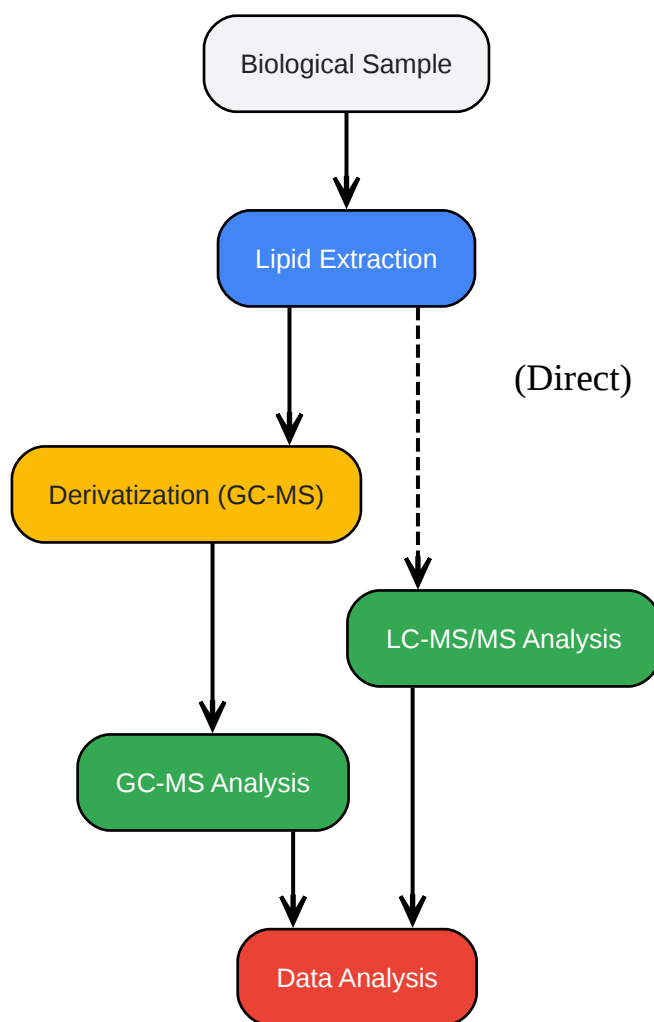 Biological Sample
Lipid Extraction
(Direct)
Derivatization (GC-MS)
LC-MS/MS Analysis
GC-MS Analysis
Data Analysis